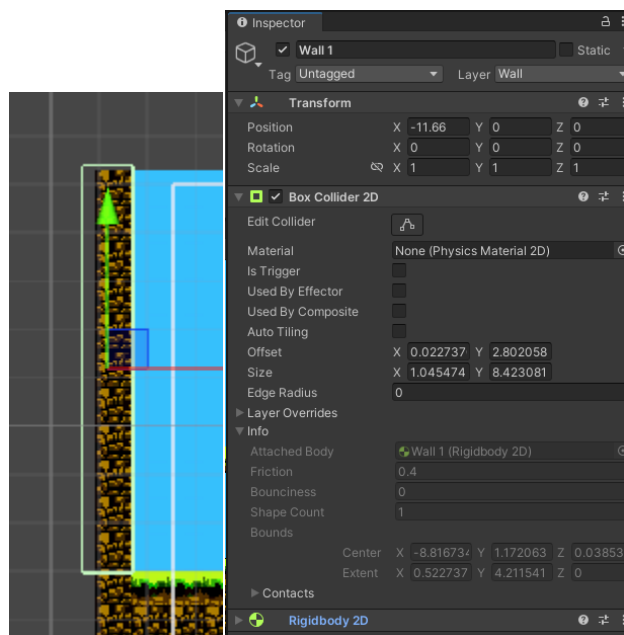 Inspector
Wall 1 Static
Tag Untagged Layer Wall
Transform
Position X -11.66 Y 0 Z 0
Rotation X 0 Y 0 Z 0
Scale X 1 Y 1 Z 1
Box Collider 2D
Edit Collider
Material None (Physics Material 2D)
Is Trigger
Used By Effector
Used By Composite
Auto Tiling
Offset X 0.022737 Y 2.802058
Size X 1.045474 Y 8.423081
Edge Radius 0
Layer Overrides
Info
Attached Body Wall 1 (Rigidbody 2D)
Friction 0.4
Bounciness 0
Shape Count 1
Bounds
Center X -8.816734 Y 1.172063 Z 0.03853
Extent X 0.522737 Y 4.211541 Z 0
Contacts
Rigidbody 2D